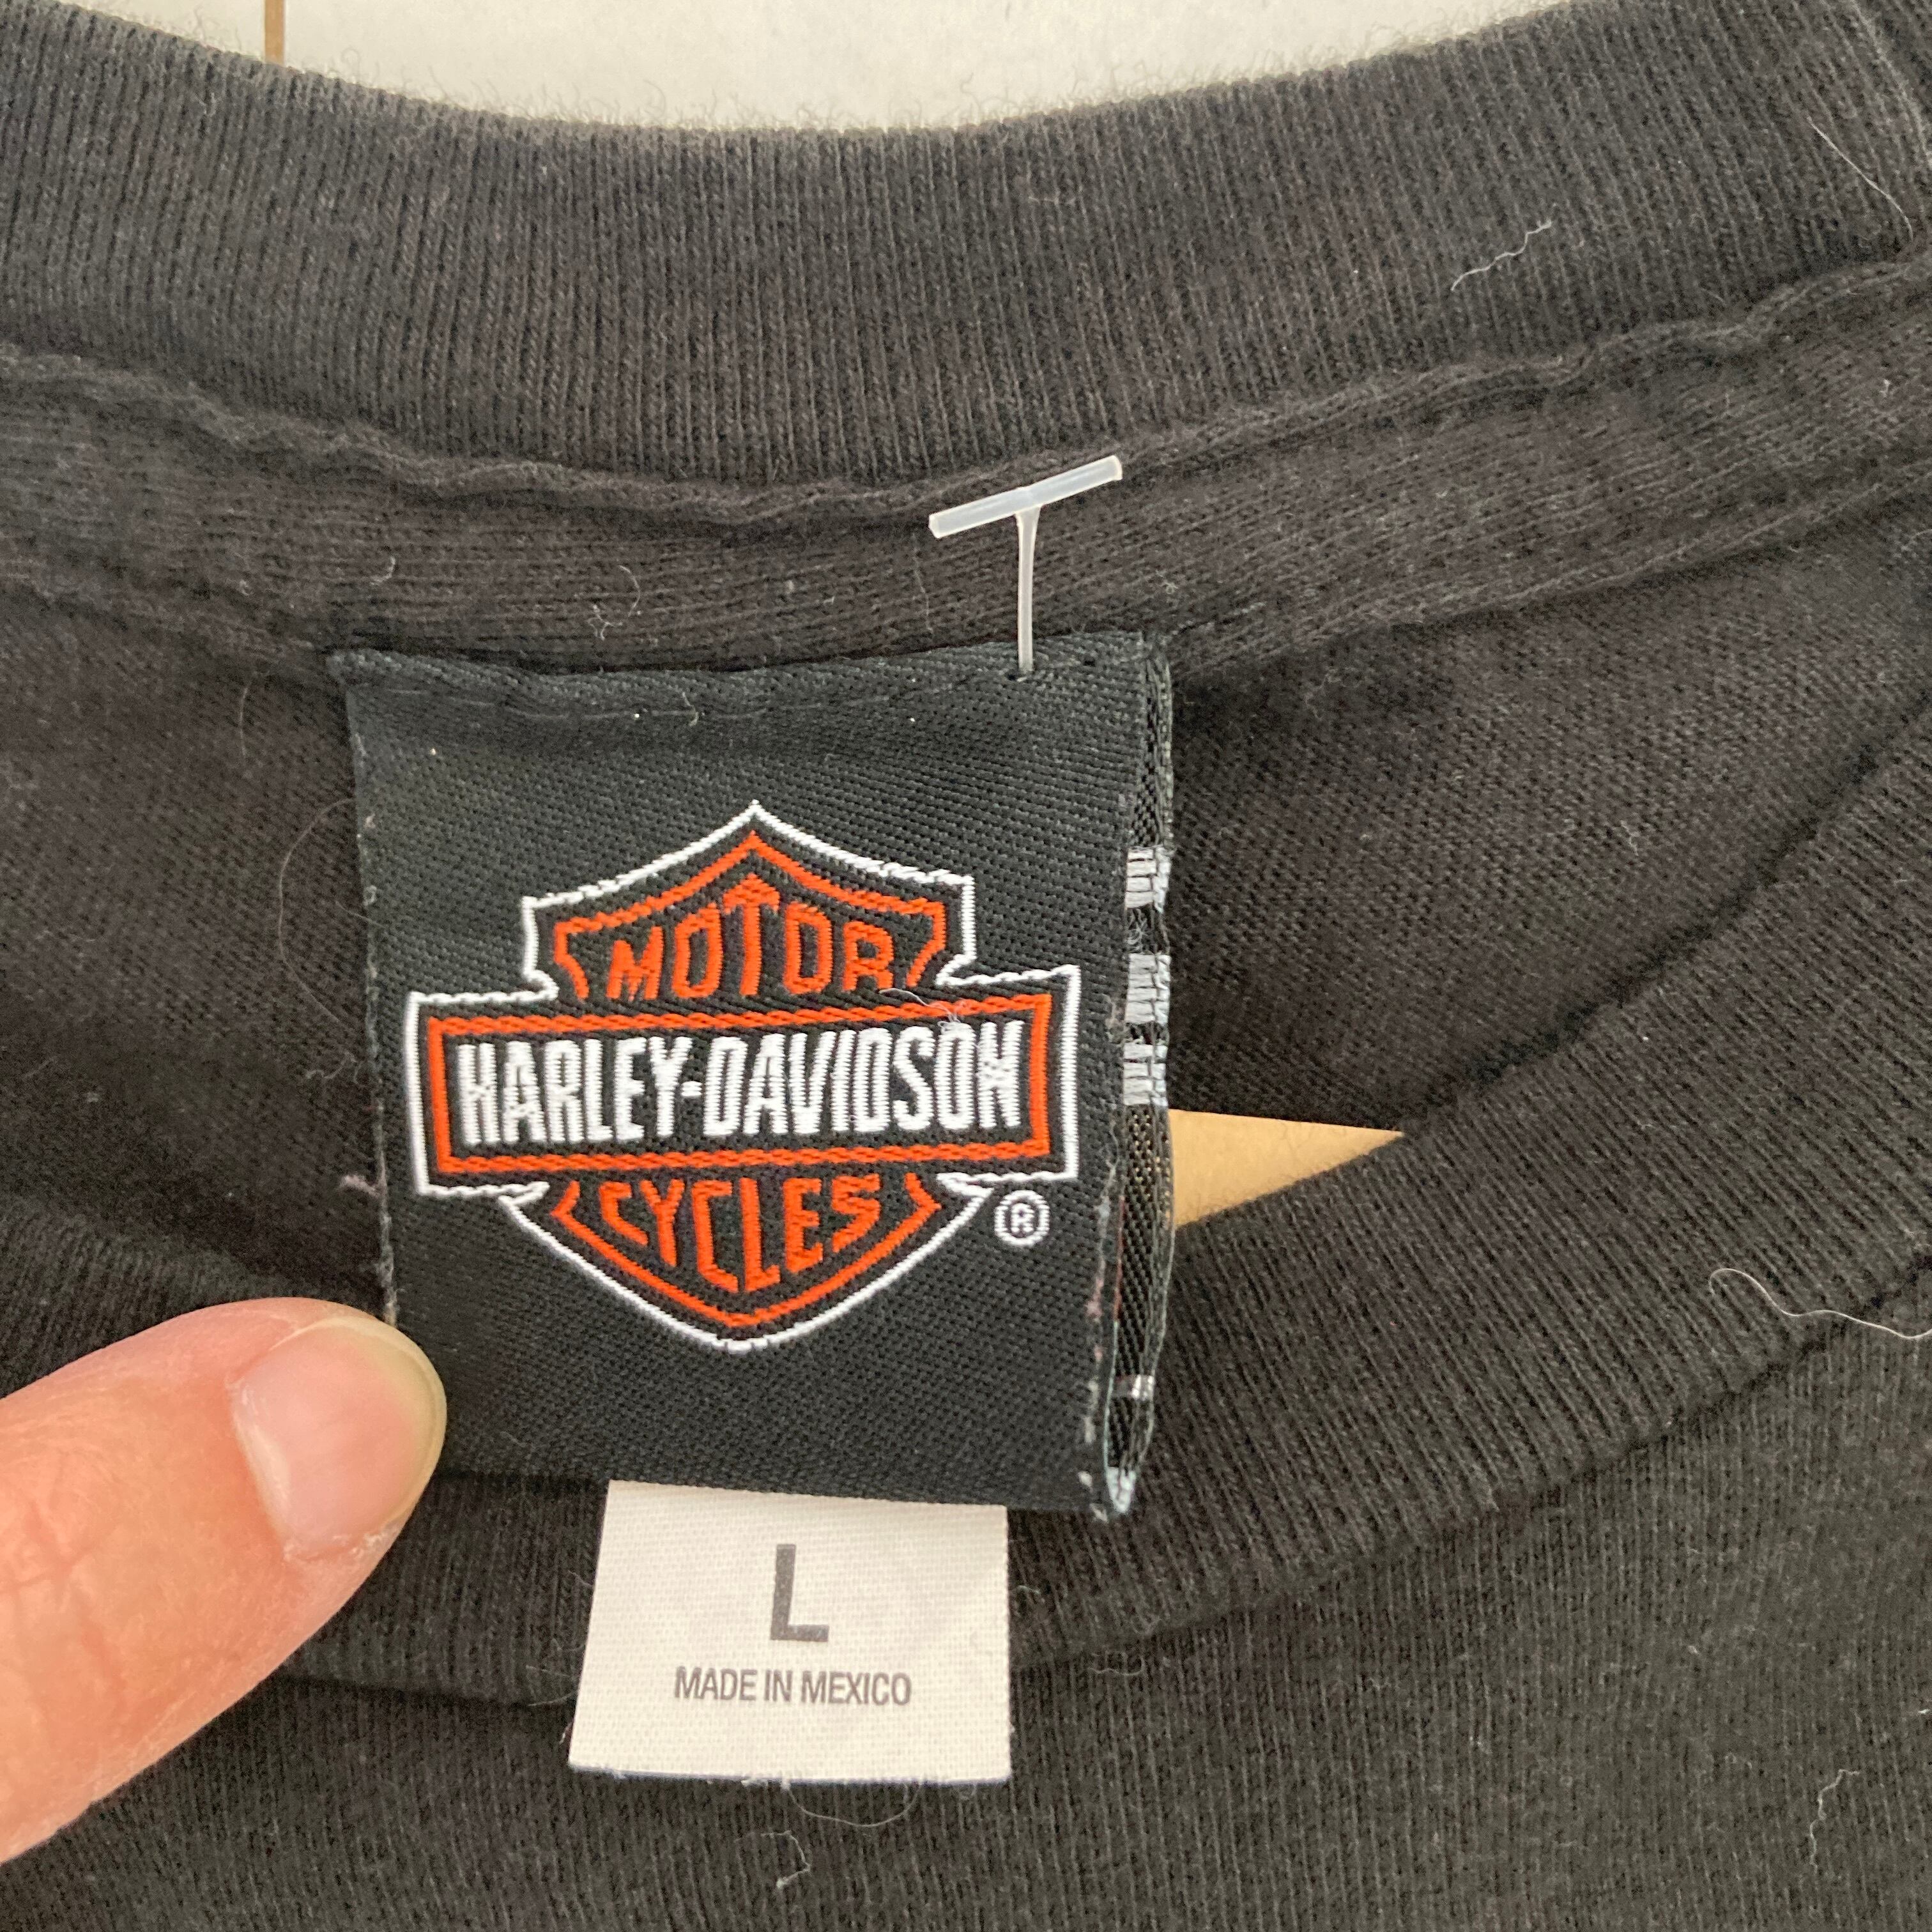 MOTOR
HARLEY-DAVIDSON
CYCLES
®
L
MADE IN MEXICO